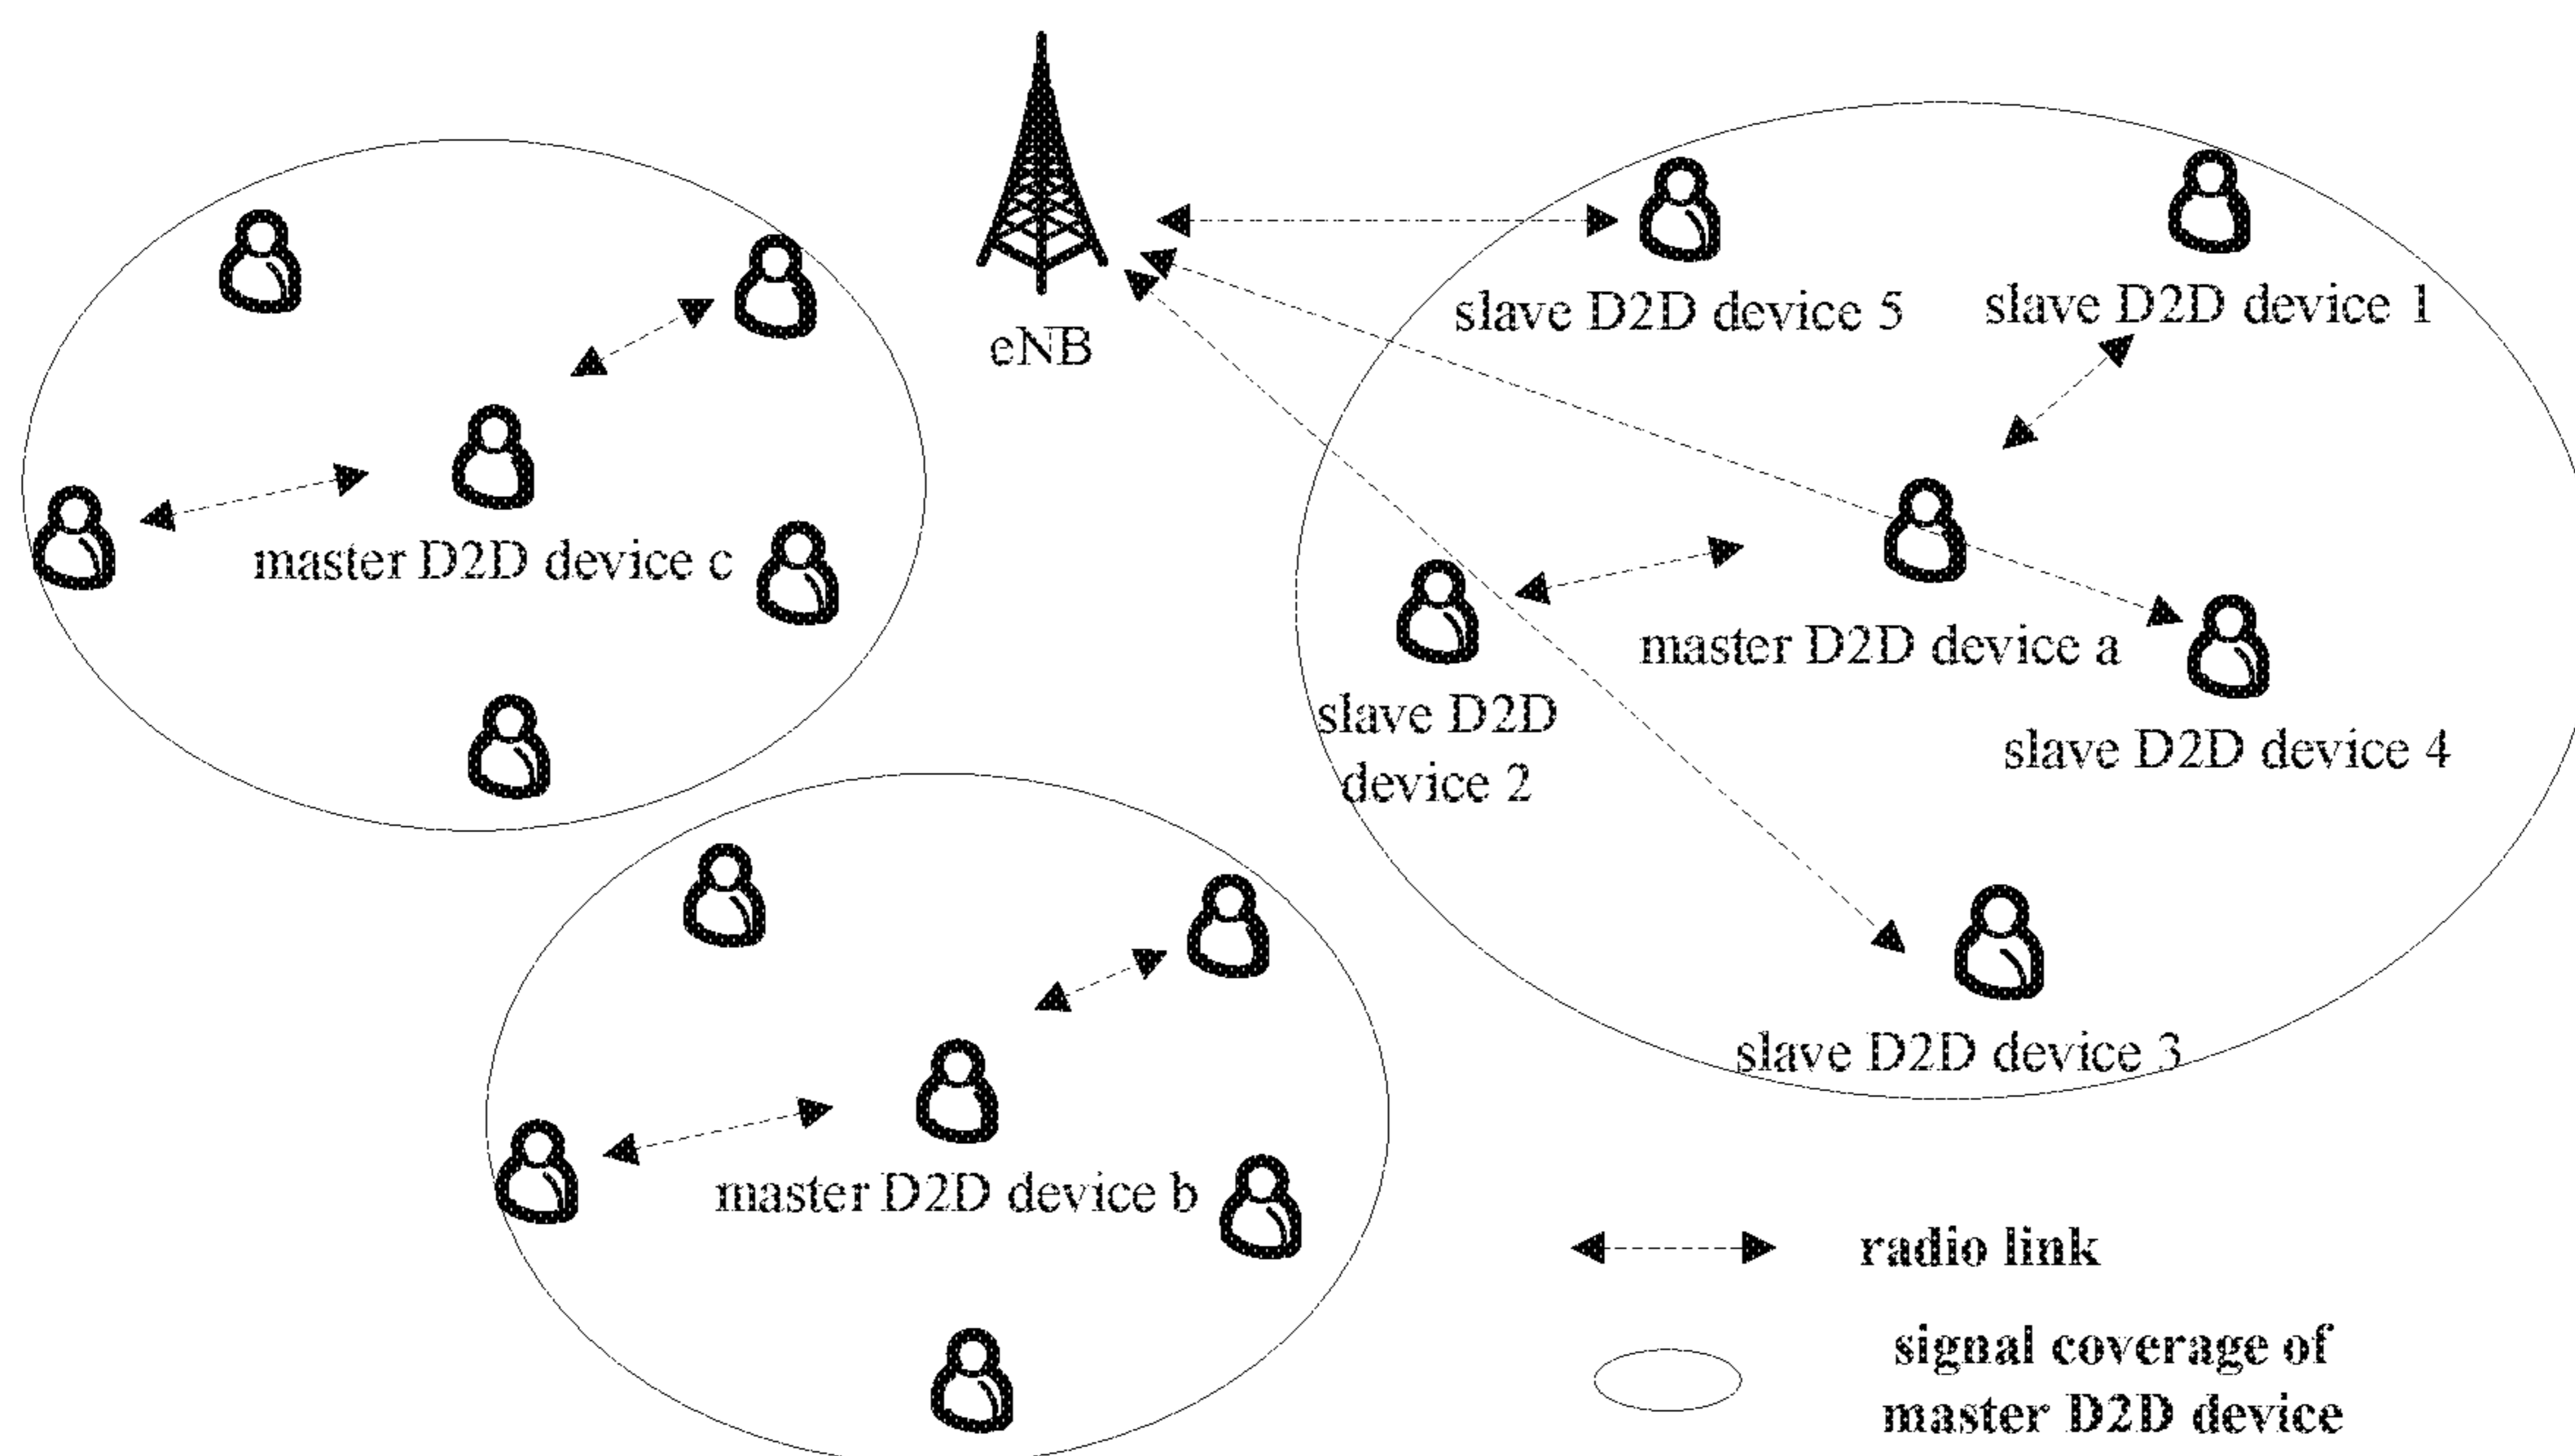 eNB
slave D2D device 5
slave D2D device 1
master D2D device c
master D2D device a
slave D2D
device 2
slave D2D device 4
slave D2D device 3
master D2D device b
radio link
signal coverage of
master D2D device